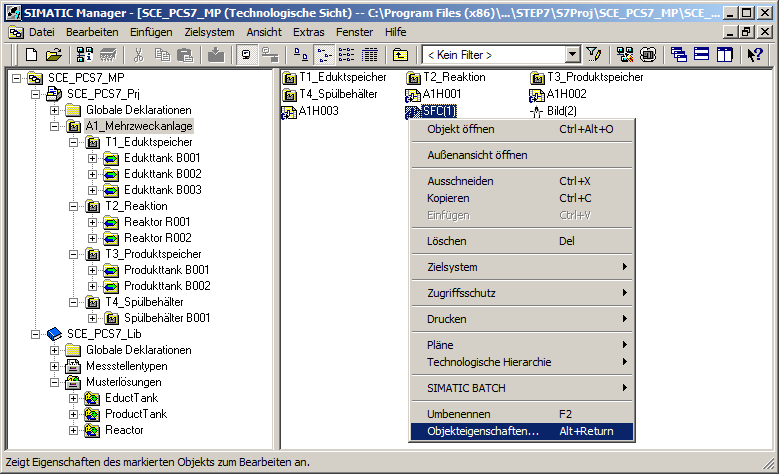 SIMATIC Manager - [SCE_PCS7_MP (Technologische Sicht) -- C:\Program Files (x86)\...\STEP7\S7Proj\SCE_PCS7_MP\SCE_...
Datei Bearbeiten Einfügen Zielsystem Ansicht Extras Fenster Hilfe
< Kein Filter >
SCE_PCS7_MP
SCE_PCS7_Prj
Globale Deklarationen
A1_Mehrzweckanlage
T1_Eduktspeicher
Edukttank B001
Edukttank B002
Edukttank B003
T2_Reaktion
Reaktor R001
Reaktor R002
T3_Produktspeicher
Produkttank B001
Produkttank B002
T4_Spülbehälter
Spülbehälter B001
SCE_PCS7_Lib
Globale Deklarationen
Messstellentypen
Musterlösungen
EductTank
ProductTank
Reactor
T1_Eduktspeicher T2_Reaktion T3_Produktspeicher
T4_Spülbehälter A1H001 A1H002
A1H003 SFC(1) Bild(2)
Objekt öffnen Ctrl+Alt+O
Außenansicht öffnen
Ausschneiden Ctrl+X
Kopieren Ctrl+C
Einfügen Ctrl+V
Löschen Del
Zielsystem
Zugriffsschutz
Drucken
Pläne
Technologische Hierarchie
SIMATIC BATCH
Umbenennen F2
Objekteigenschaften... Alt+Return
Zeigt Eigenschaften des markierten Objekts zum Bearbeiten an.